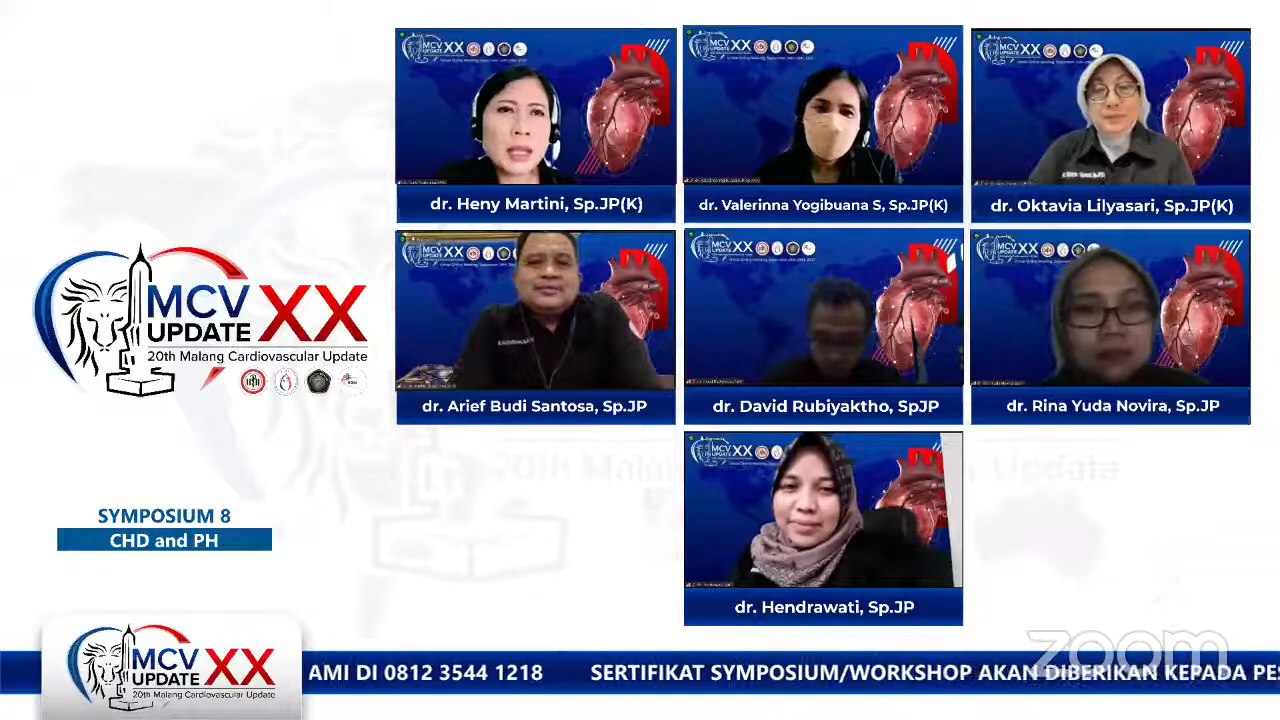 MCV
UPDATE
XX
20th Malang Cardiovascular Update
SYMPOSIUM 8
CHD and PH
dr. Heny Martini, Sp.JP(K)
dr. Valerinna Yogibuana S, Sp.JP(K)
dr. Oktavia Lilyasari, Sp.JP(K)
dr. Arief Budi Santosa, Sp.JP
dr. David Rubiyaktho, SpJP
dr. Rina Yuda Novira, Sp.JP
dr. Hendrawati, Sp.JP
MCV
UPDATE
XX
20th Malang Cardiovascular Update
AMI DI 0812 3544 1218 SERTIFIKAT SYMPOSIUM/WORKSHOP AKAN DIBERIKAN KEPADA PES
zoom